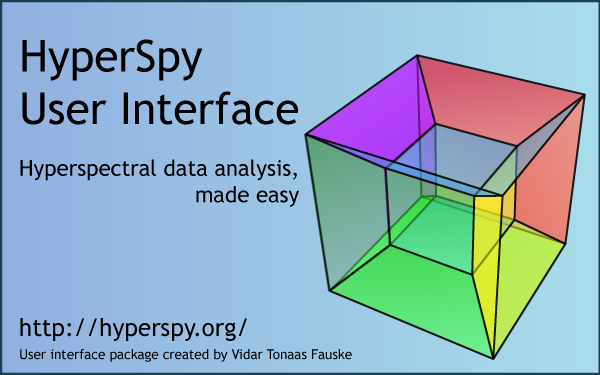 HyperSpy
User Interface
Hyperspectral data analysis,
made easy
http://hyperspy.org/
User interface package created by Vidar Tonaas Fauske